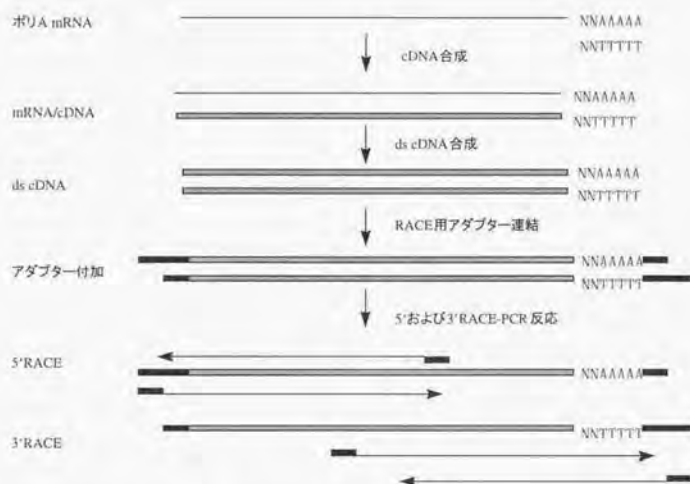 ポリA mRNA
NNAAAAA
NNTTTTT
cDNA合成
mRNA/cDNA
NNAAAAA
NNTTTTT
ds cDNA合成
ds cDNA
NNAAAAA
NNTTTTT
RACE用アダプター連結
アダプター付加
NNAAAAA
NNTTTTT
5'および3'RACE-PCR反応
5'RACE
NNAAAAA
3'RACE
NNTTTTT